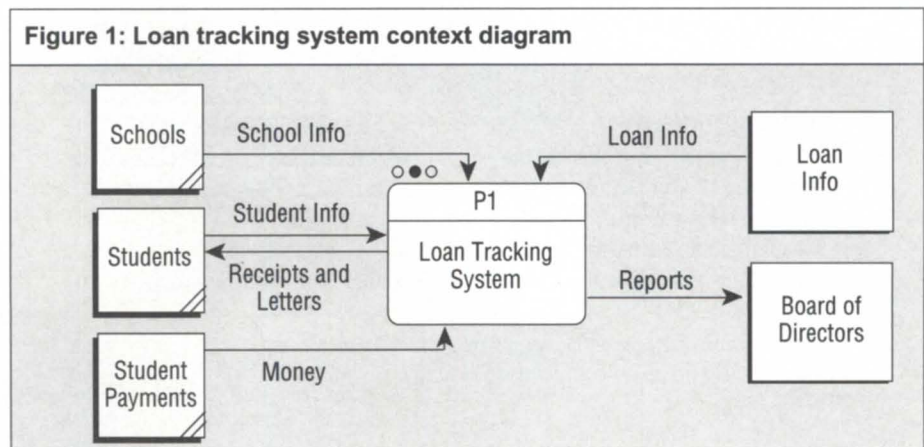 Figure 1: Loan tracking system context diagram
Schools
School Info
Loan Info
Loan
Info
P1
Student Info
Students
Loan Tracking
System
Receipts and
Letters
Reports
Board of
Directors
Student
Payments
Money